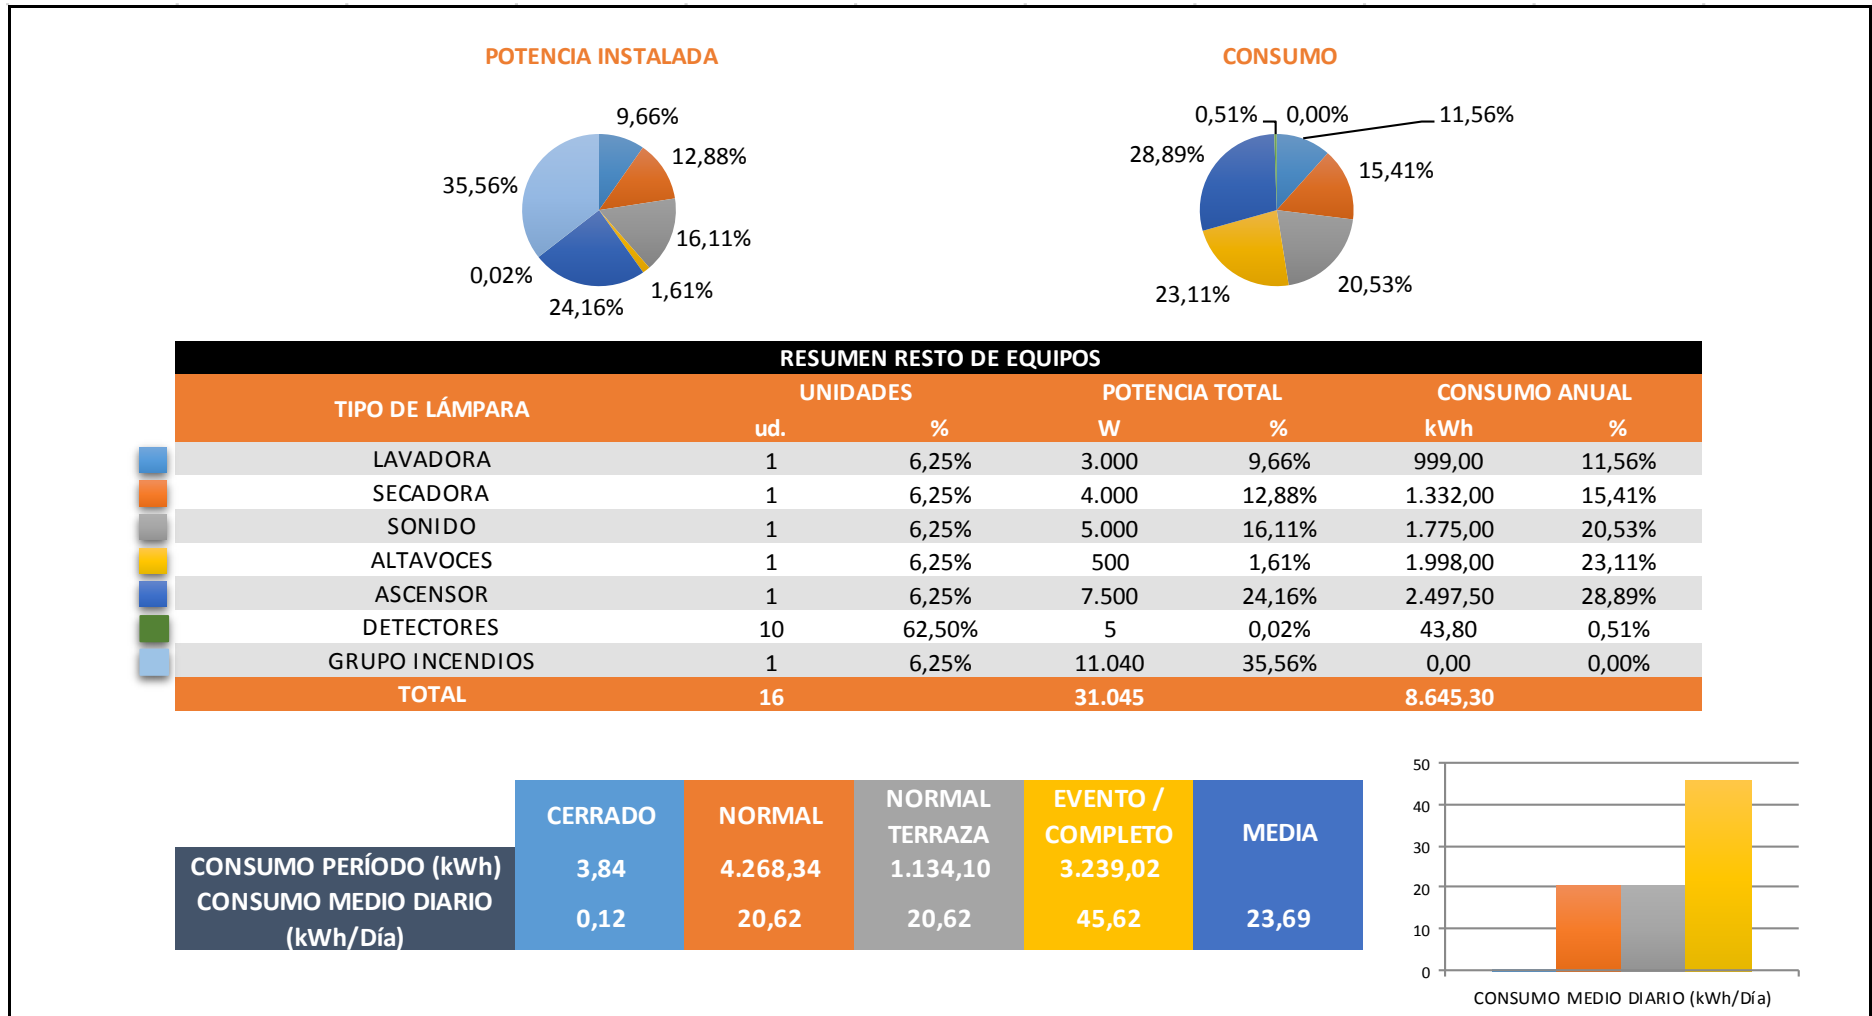 POTENCIA INSTALADA
9,66%
12,88%
35,56%
16,11%
0,02%
1,61%
24,16%
CONSUMO
0,51%
0,00%
11,56%
28,89%
15,41%
20,53%
23,11%
RESUMEN RESTO DE EQUIPOS
TIPO DE LÁMPARA UNIDADES POTENCIA TOTAL CONSUMO ANUAL
ud. % W % kWh %
LAVADORA 1 6,25% 3.000 9,66% 999,00 11,56%
SECADORA 1 6,25% 4.000 12,88% 1.332,00 15,41%
SONIDO 1 6,25% 5.000 16,11% 1.775,00 20,53%
ALTAVOCES 1 6,25% 500 1,61% 1.998,00 23,11%
ASCENSOR 1 6,25% 7.500 24,16% 2.497,50 28,89%
DETECTORES 10 62,50% 5 0,02% 43,80 0,51%
GRUPO INCENDIOS 1 6,25% 11.040 35,56% 0,00 0,00%
TOTAL 16 31.045 8.645,30
CERRADO
NORMAL
NORMAL
TERRAZA
EVENTO /
COMPLETO
MEDIA
CONSUMO PERÍODO (kWh) 3,84 4.268,34 1.134,10 3.239,02
CONSUMO MEDIO DIARIO
(kWh/Día)
0,12 20,62 20,62 45,62 23,69
50
40
30
20
10
0
CONSUMO MEDIO DIARIO (kWh/Día)